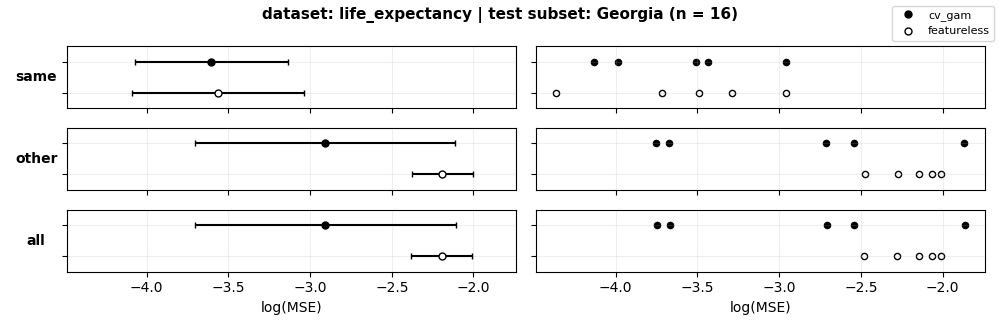 dataset: life_expectancy | test subset: Georgia (n = 16)
cv_gam
featureless
same
other
all
−4.0 −3.5 −3.0 −2.5 −2.0
−4.0 −3.5 −3.0 −2.5 −2.0
log(MSE)
log(MSE)